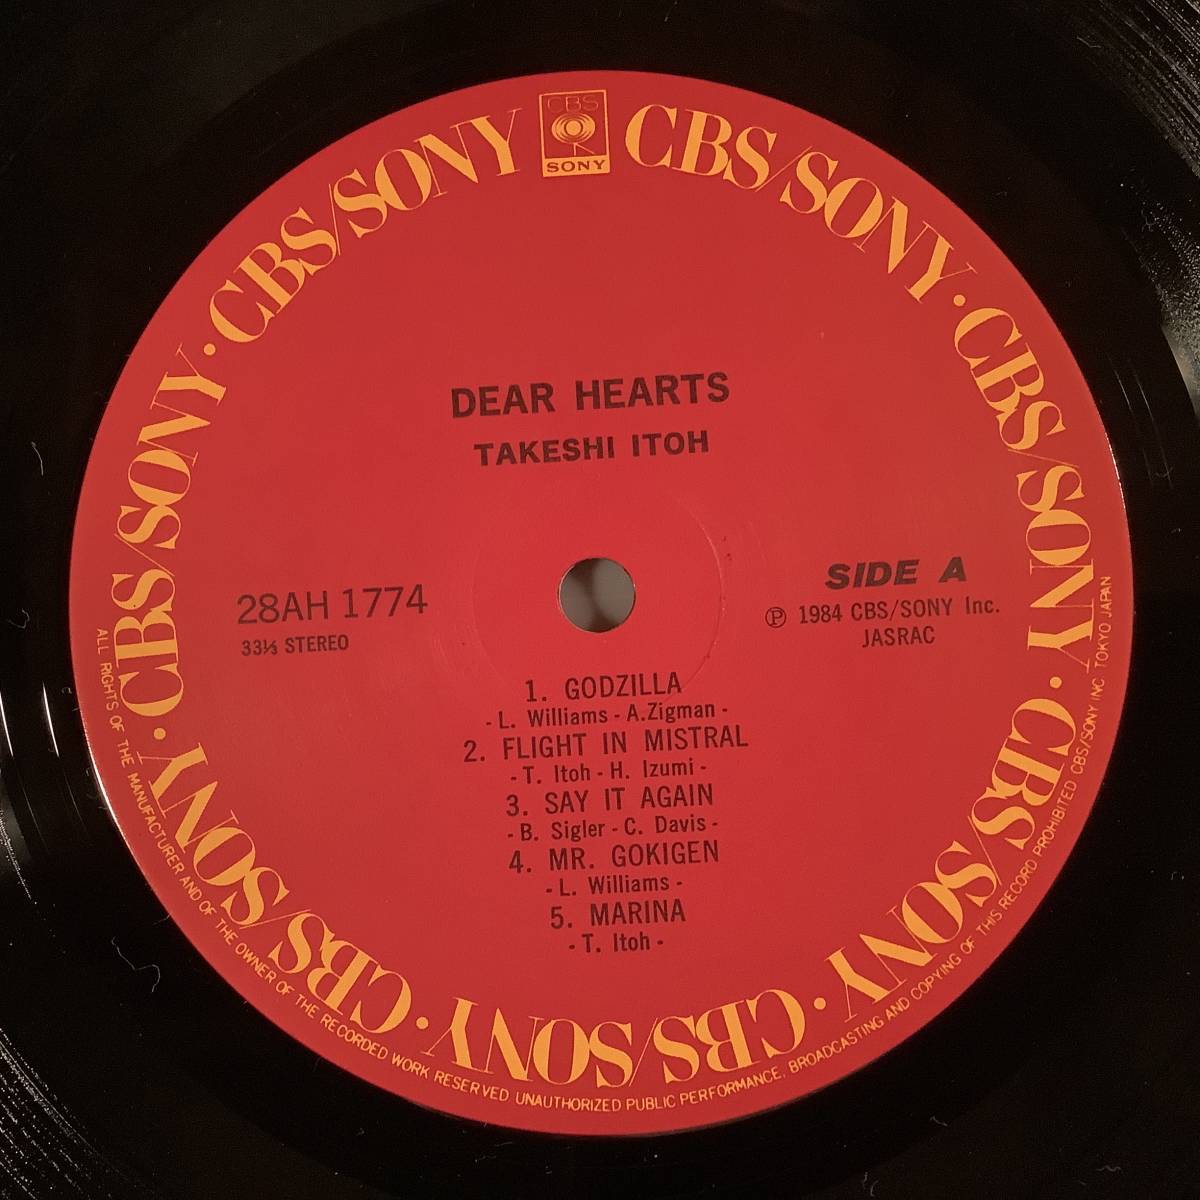 CBS
SONY
CBS/SONY · CBS/SONY · CBS/SONY · CBS/SONY · CBS/SONY · CBS/SONY · CBS/SONY · CBS/SONY
DEAR HEARTS
TAKESHI ITOH
28AH 1774
33⅓ STEREO
SIDE A
Ⓟ 1984 CBS/SONY Inc.
JASRAC
1. GODZILLA
- L. Williams - A.Zigman -
2. FLIGHT IN MISTRAL
- T. Itoh - H. Izumi -
3. SAY IT AGAIN
- B. Sigler - C. Davis -
4. MR. GOKIGEN
- L. Williams -
5. MARINA
- T. Itoh -
ALL RIGHTS OF THE MANUFACTURER AND OF THE OWNER OF THE RECORDED WORK RESERVED UNAUTHORIZED PUBLIC PERFORMANCE, BROADCASTING AND COPYING OF THIS RECORD PROHIBITED CBS/SONY INC. TOKYO JAPAN